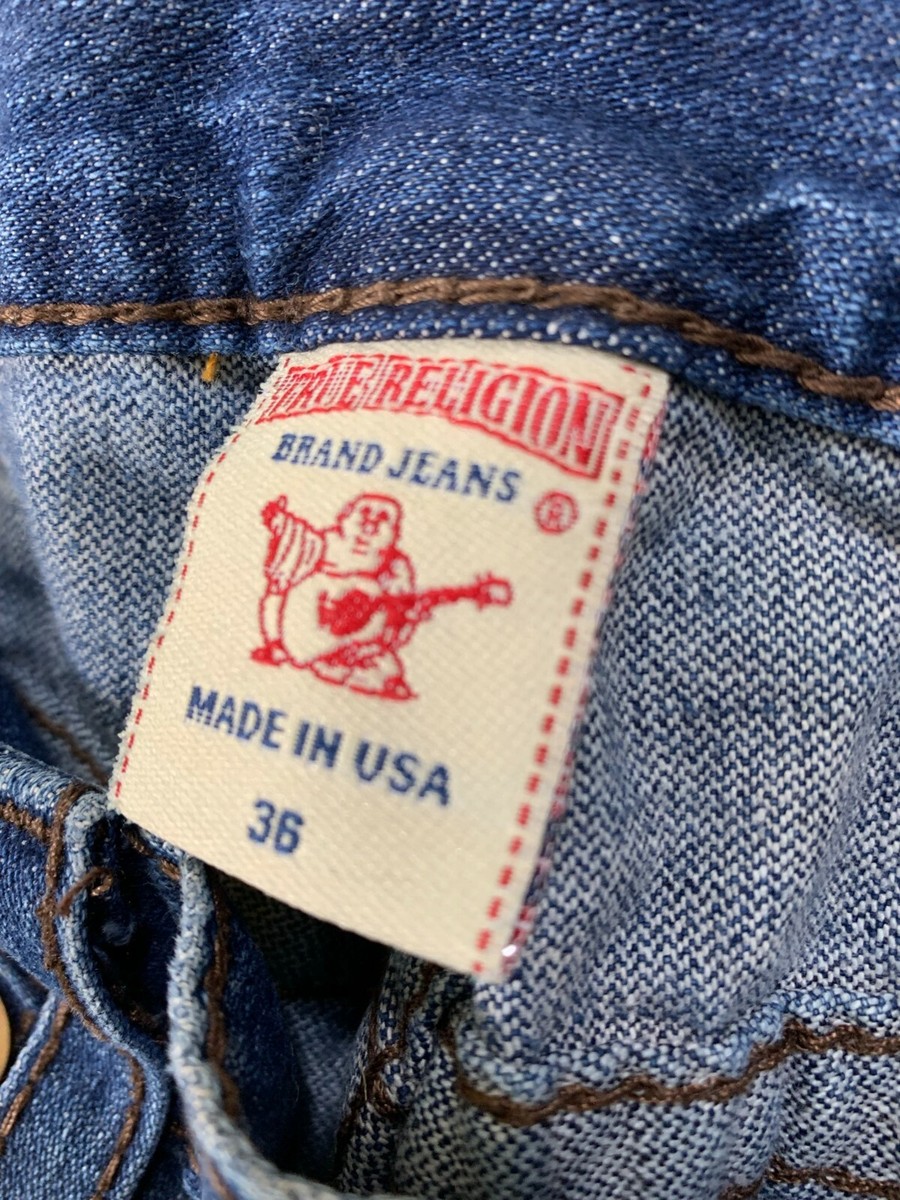 TRUE RELIGION
BRAND JEANS
®
MADE IN USA
36